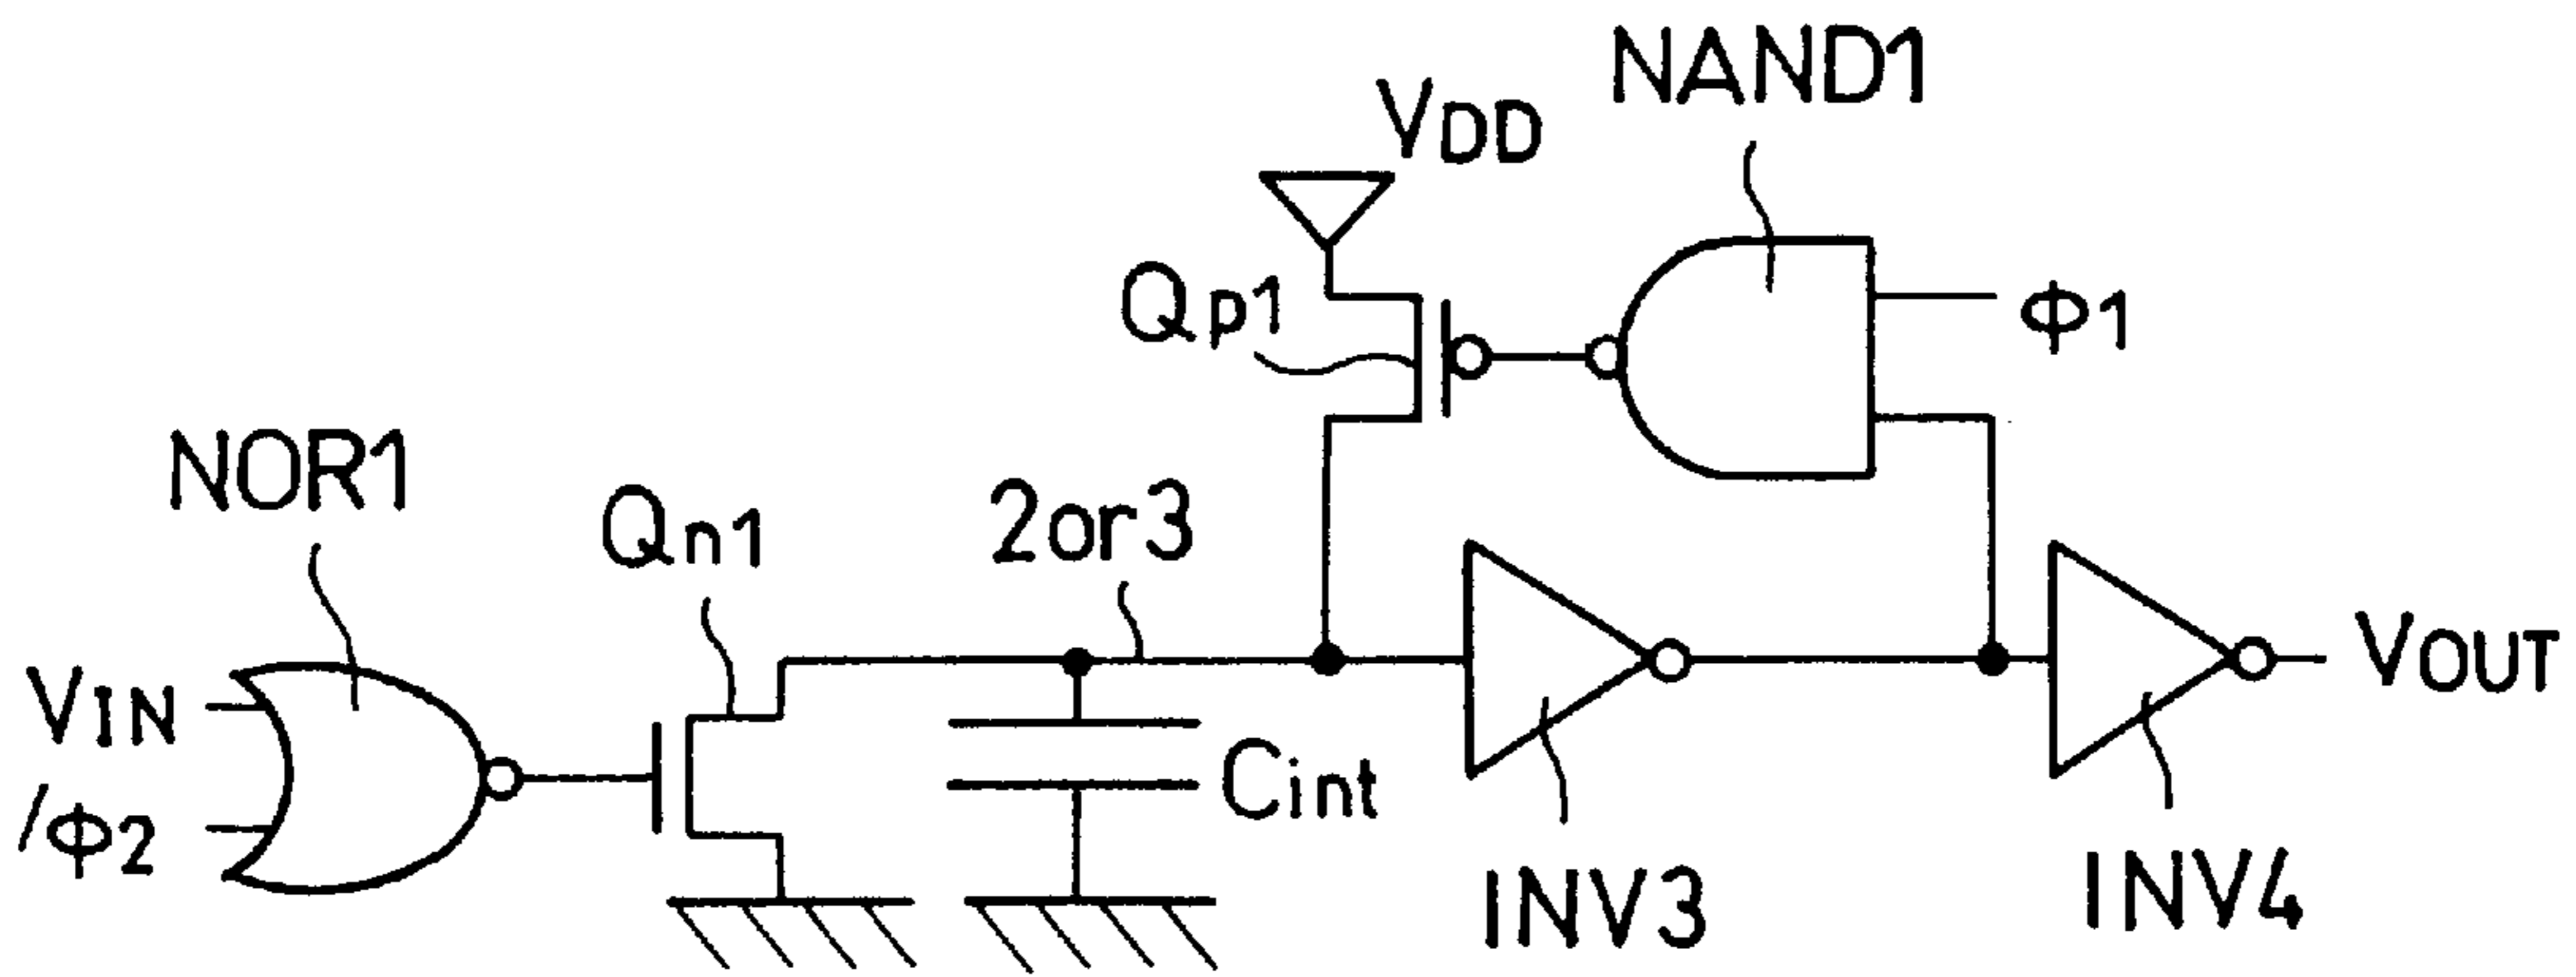 NAND1
VDD
Qp1
Φ1
NOR1
Qn1
2or3
VIN
VOUT
/Φ2
Cint
INV3
INV4